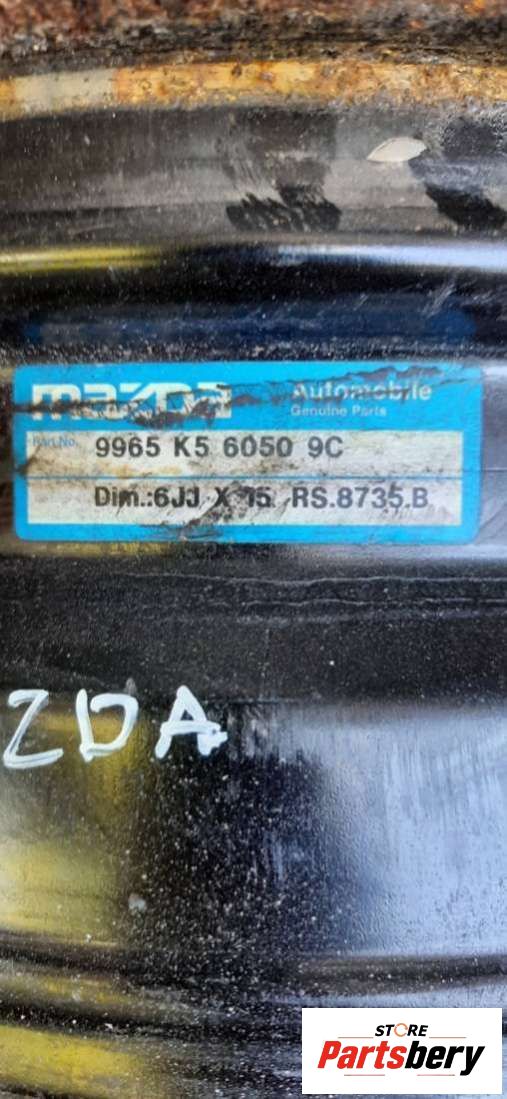 mazda
Automobile
Genuine Parts
Part No. 9965 K5 6050 9C
Dim.:6JJ X 15 RS.8735.B
ZDA
STORE
Partsbery